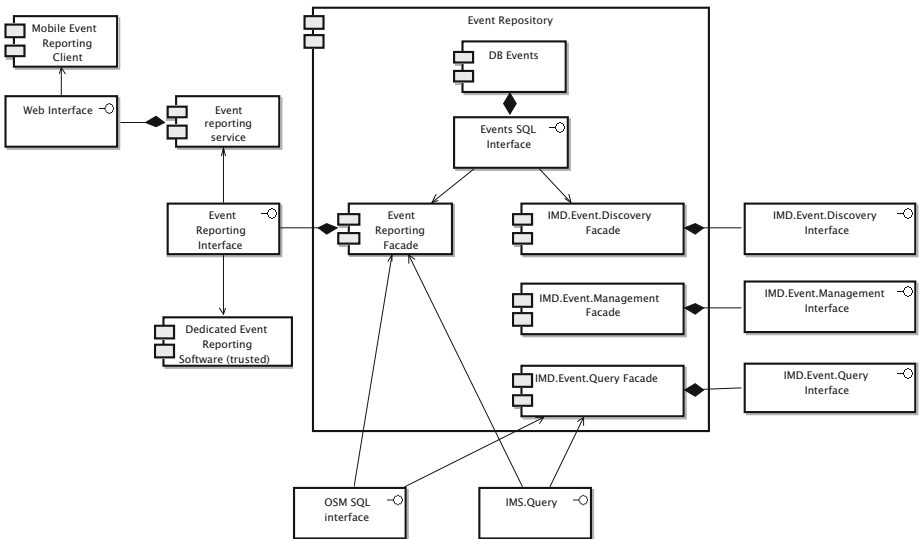 Event Repository
Mobile Event
Reporting
Client
DB Events
Web Interface
Event
reporting
service
Events SQL
Interface
Event
Reporting
Interface
Event
Reporting
Facade
IMD.Event.Discovery
Facade
IMD.Event.Discovery
Interface
IMD.Event.Management
Facade
IMD.Event.Management
Interface
Dedicated Event
Reporting
Software (trusted)
IMD.Event.Query Facade
IMD.Event.Query
Interface
OSM SQL
interface
IMS.Query